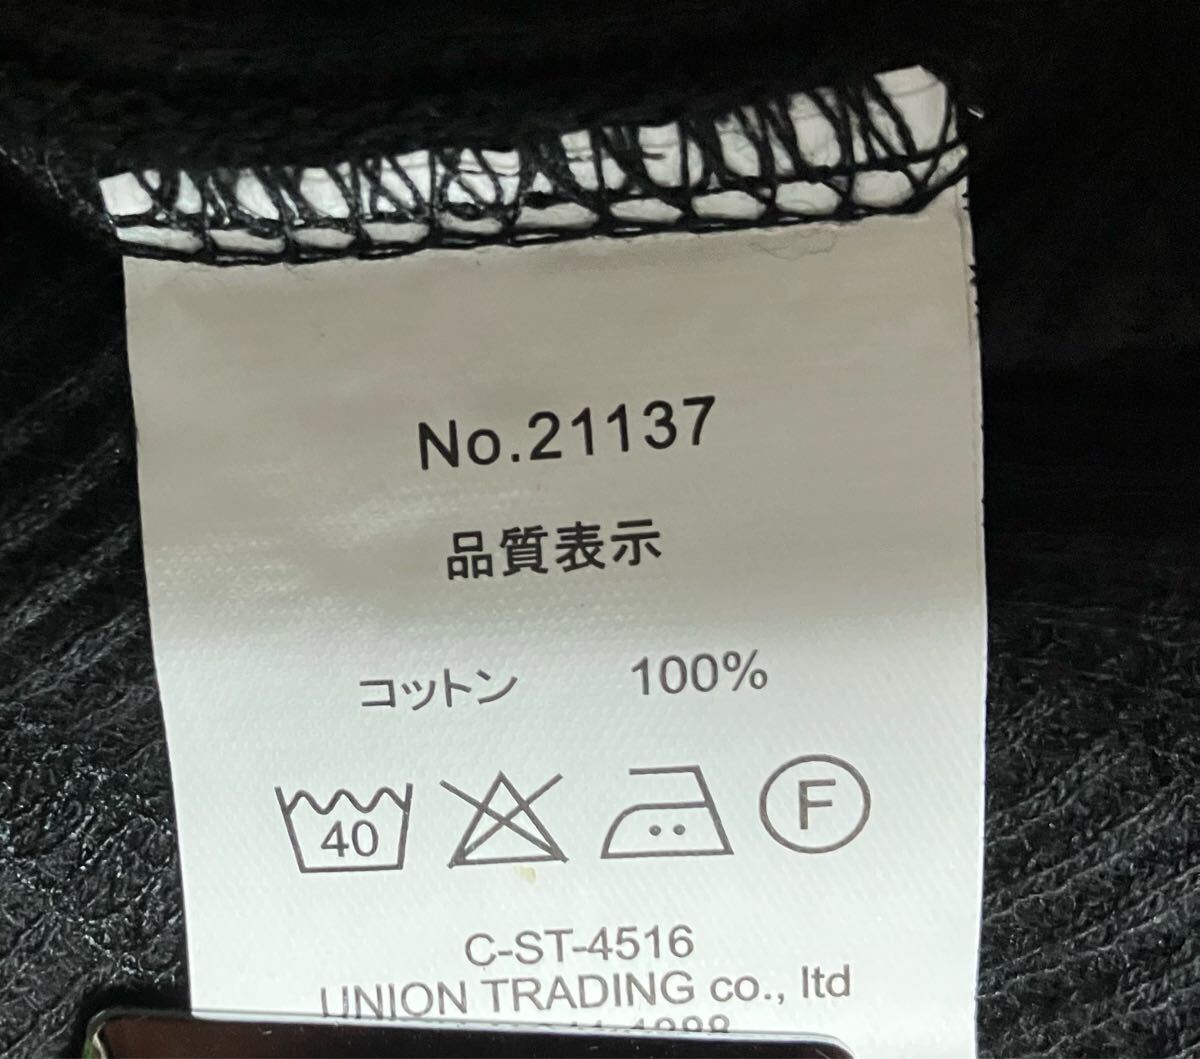 No.21137
品質表示
コットン 100%
40 F
C-ST-4516
UNION TRADING co., ltd